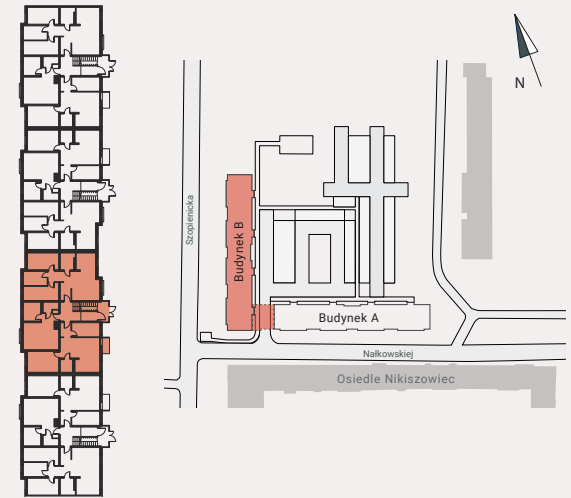 N
Szopienicka
Budynek B
Budynek A
Nałkowskiej
Osiedle Nikiszowiec